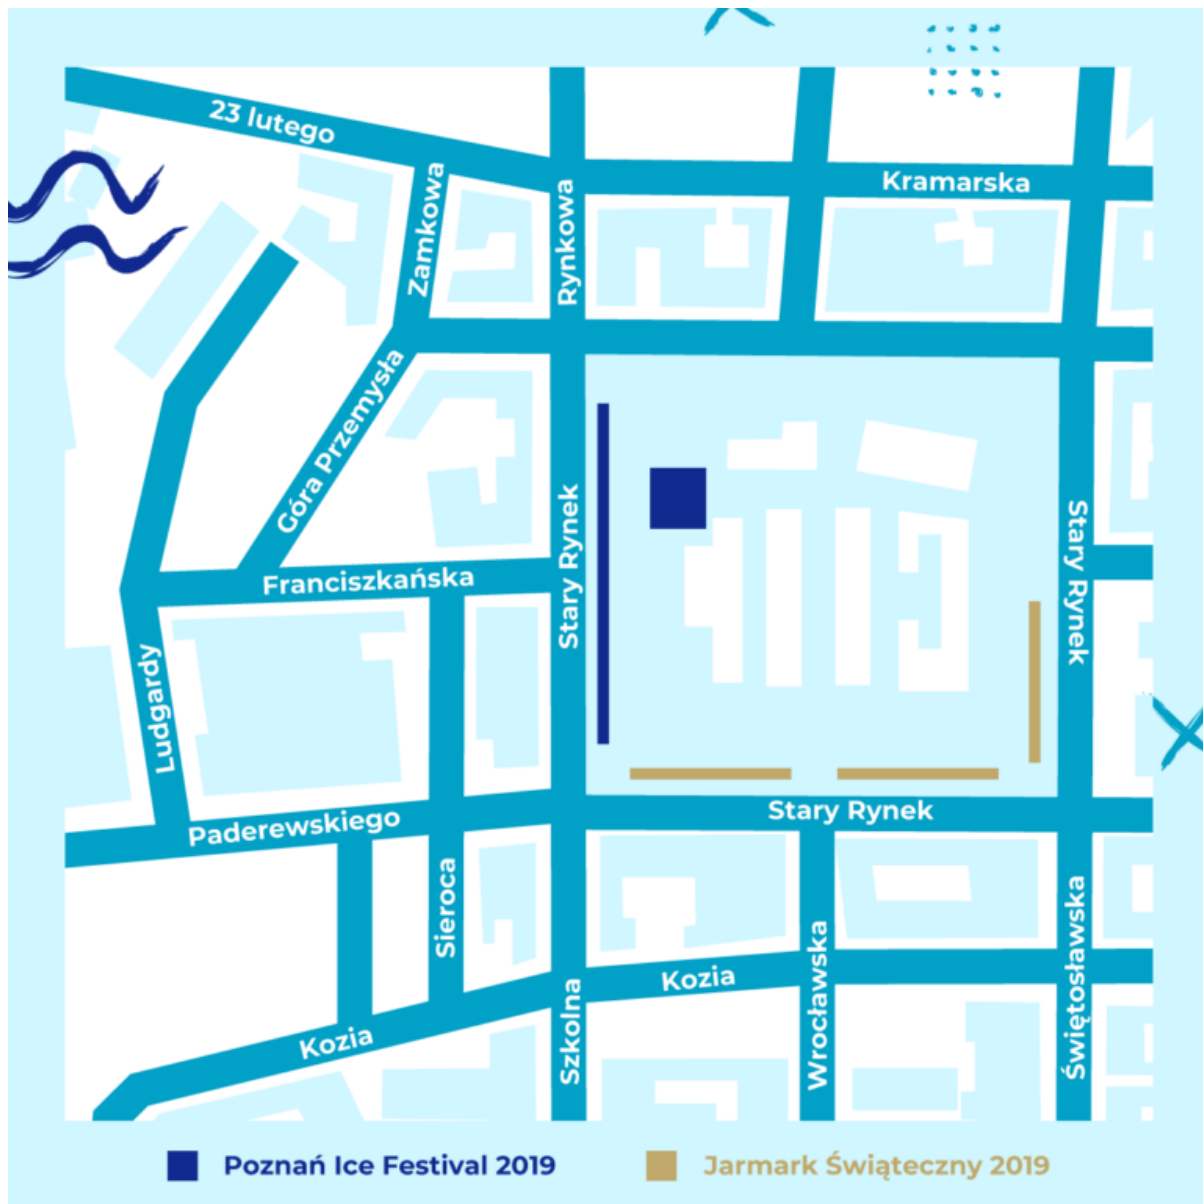 23 lutego
Zamkowa
Rynkowa
Kramarska
Góra Przemysła
Franciszkańska
Stary Rynek
Stary Rynek
Ludgardy
Paderewskiego
Stary Rynek
Sieroca
Kozia
Szkolna
Kozia
Wrocławska
Świętosławska
Poznań Ice Festival 2019
Jarmark Świąteczny 2019